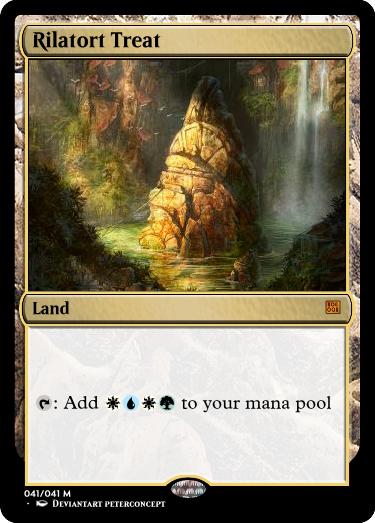 Rilatort Treat
Land
: Add to your mana pool
041/041 M
Deviantart peterconcept